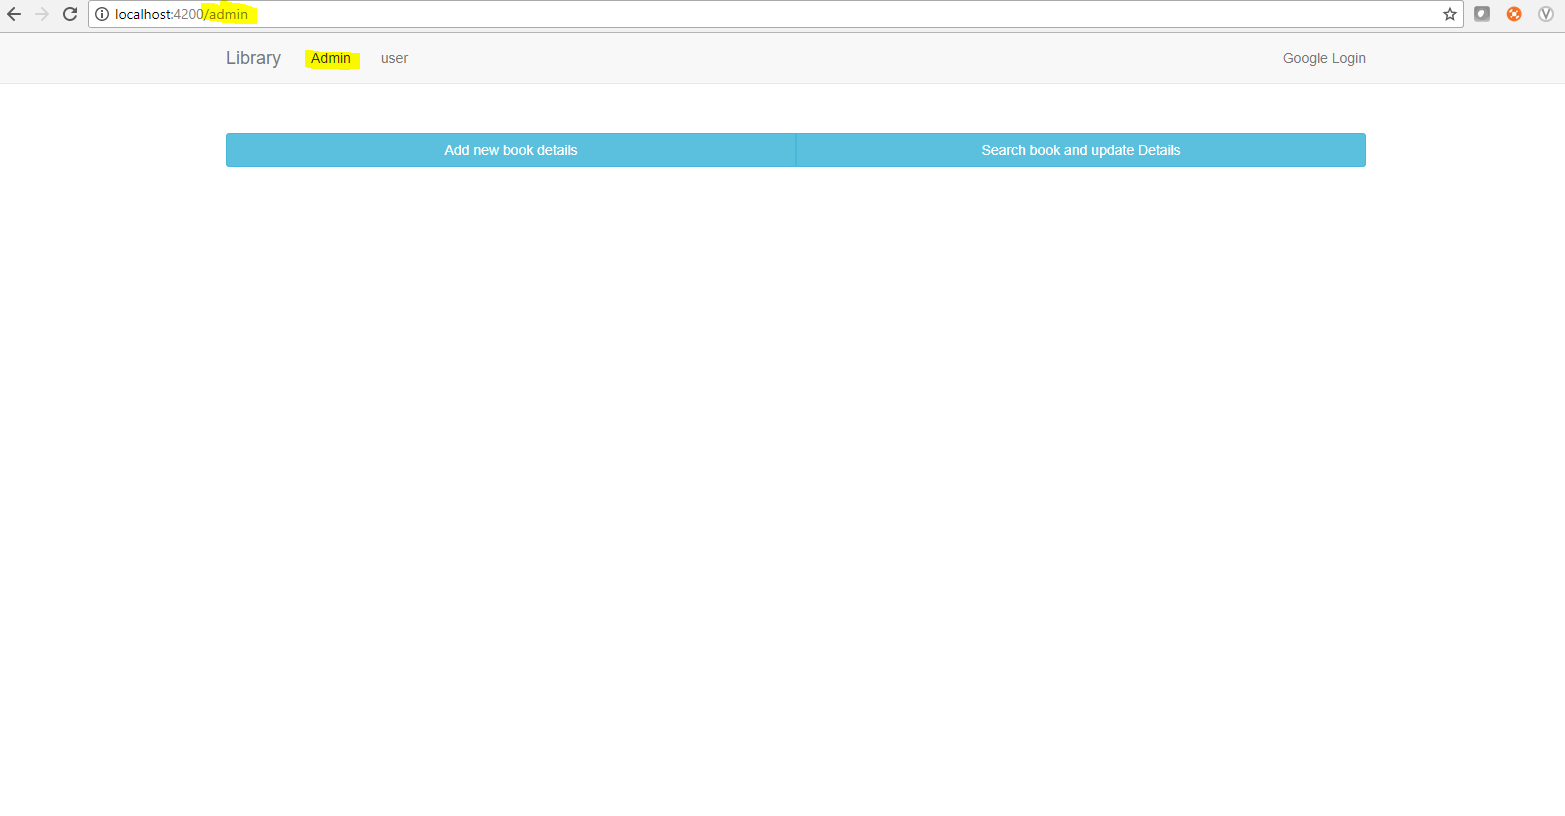 localhost:4200/admin
Library Admin user Google Login
Add new book details Search book and update Details